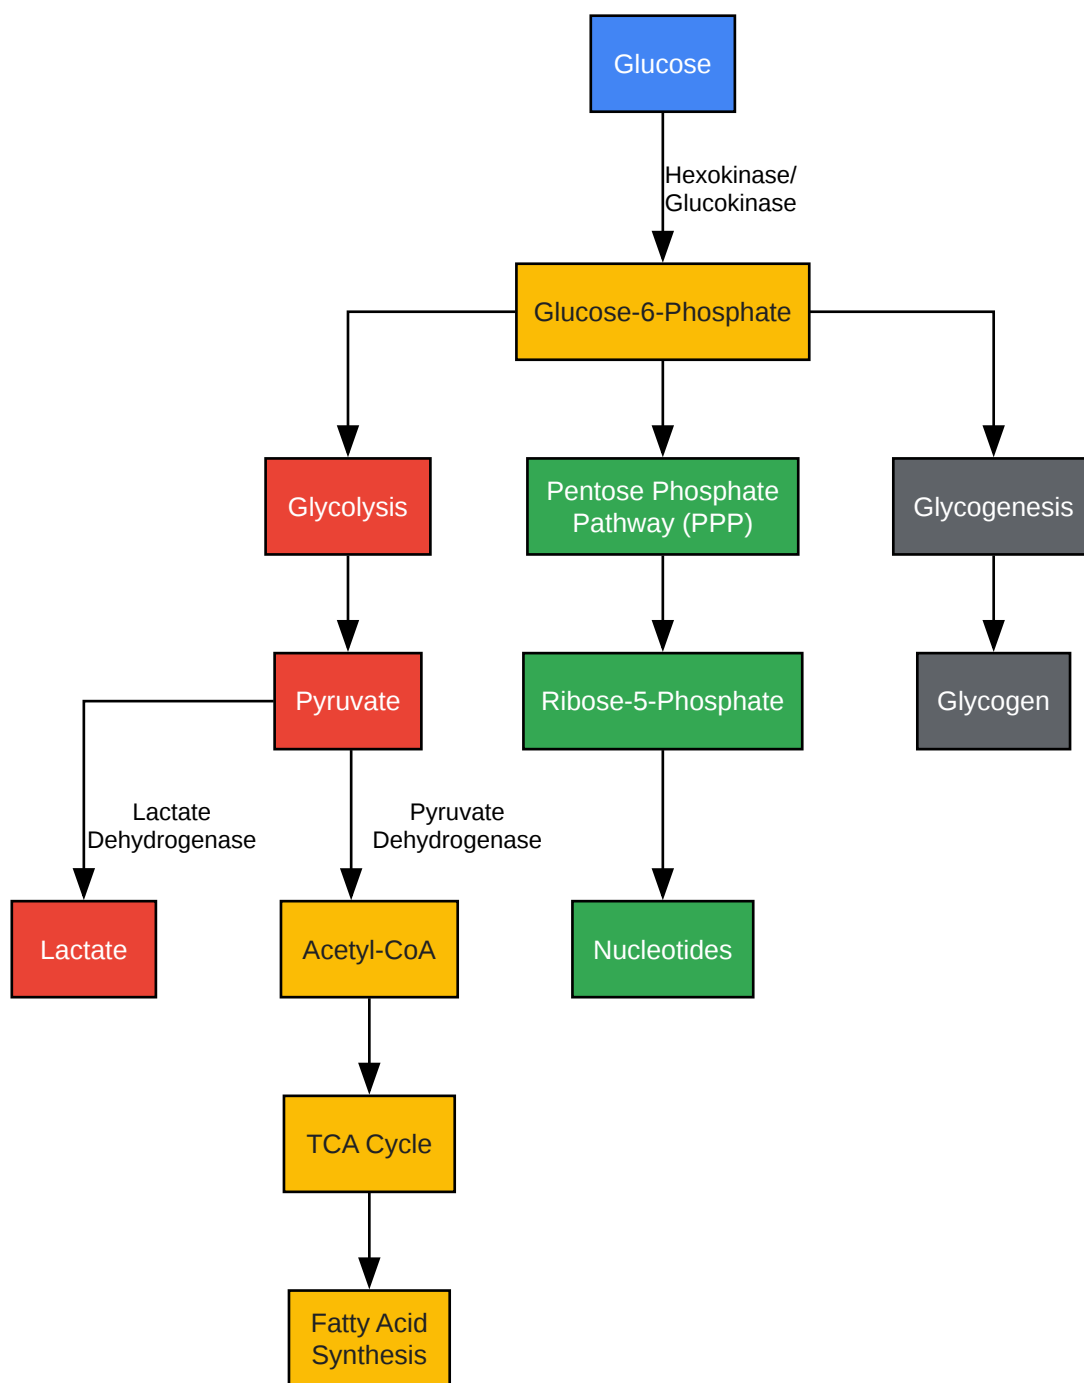 Glucose
Hexokinase/
Glucokinase
Glucose-6-Phosphate
Glycolysis
Pentose Phosphate
Pathway (PPP)
Glycogenesis
Pyruvate
Ribose-5-Phosphate
Glycogen
Lactate
Dehydrogenase
Pyruvate
Dehydrogenase
Lactate
Acetyl-CoA
Nucleotides
TCA Cycle
Fatty Acid
Synthesis